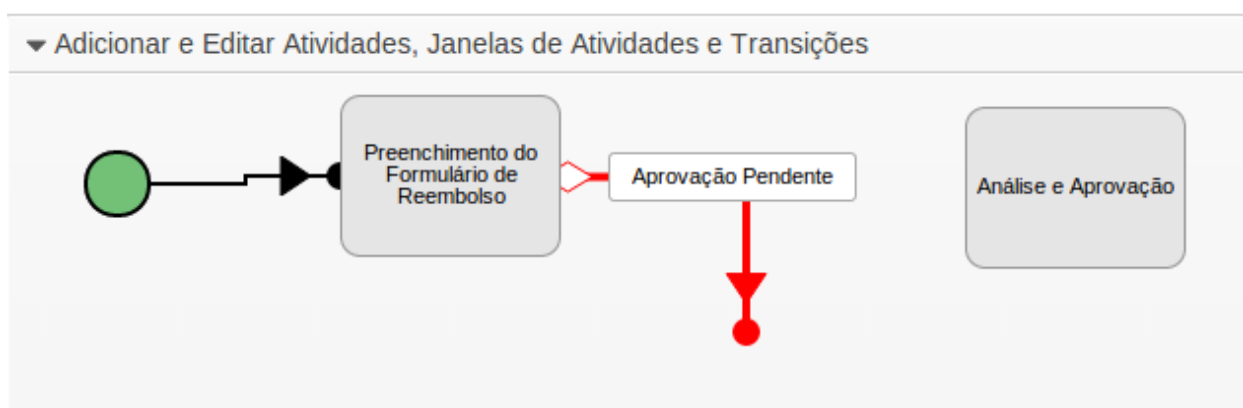 Adicionar e Editar Atividades, Janelas de Atividades e Transições
Preenchimento do
Formulário de
Reembolso
Aprovação Pendente
Análise e Aprovação